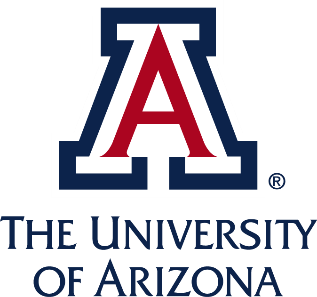 A
®
THE UNIVERSITY
OF ARIZONA